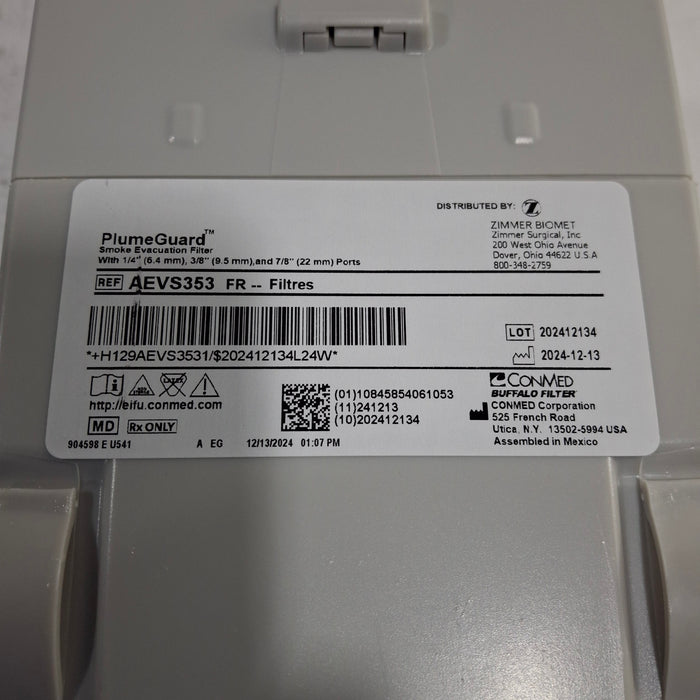 PlumeGuard™
Smoke Evacuation Filter
With 1/4" (6.4 mm), 3/8" (9.5 mm),and 7/8" (22 mm) Ports
DISTRIBUTED BY:
ZIMMER BIOMET
Zimmer Surgical, Inc
200 West Ohio Avenue
Dover, Ohio 44622 U.S.A
800-348-2759
REF AEVS353 FR -- Filtres
*+H129AEVS3531/$202412134L24W*
LOT 202412134
2024-12-13
LATEX
http://eifu.conmed.com
MD Rx ONLY
(01)10845854061053
(11)241213
(10)202412134
CONMED
BUFFALO FILTER
CONMED Corporation
525 French Road
Utica, N.Y. 13502-5994 USA
Assembled in Mexico
904598 E U541 A EG 12/13/2024 01:07 PM